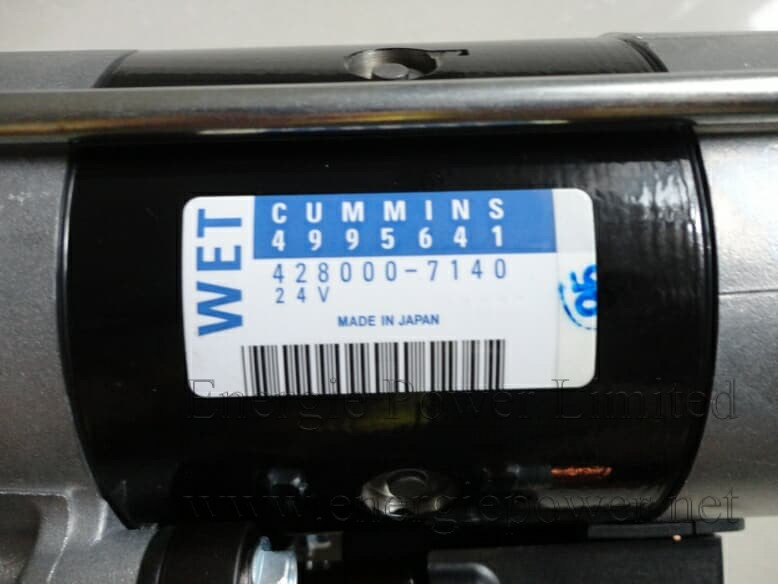 WET
CUMMINS
4995641
428000-7140
24V
MADE IN JAPAN
Energie Power Limited
www.energiepower.net